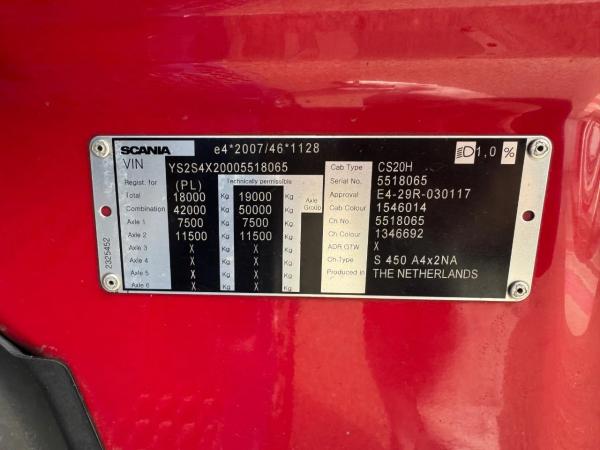 SCANIA e4*2007/46*1128 1,0 %
VIN YS2S4X20005518065
Regist. for (PL) Technically permissible
Total 18000 Kg 19000 Kg
Combination 42000 Kg 50000 Kg
Axle 1 7500 Kg 7500 Kg
Axle 2 11500 Kg 11500 Kg
Axle 3 X Kg X Kg
Axle 4 X Kg X Kg
Axle 5 X Kg X Kg
Axle 6 X Kg X Kg
Axle Group
Cab Type CS20H
Serial No. 5518065
Approval E4-29R-030117
Cab Colour 1546014
Ch No. 5518065
Ch Colour 1346692
ADR GTW X
Ch-Type S 450 A4x2NA
Produced in THE NETHERLANDS
2325452